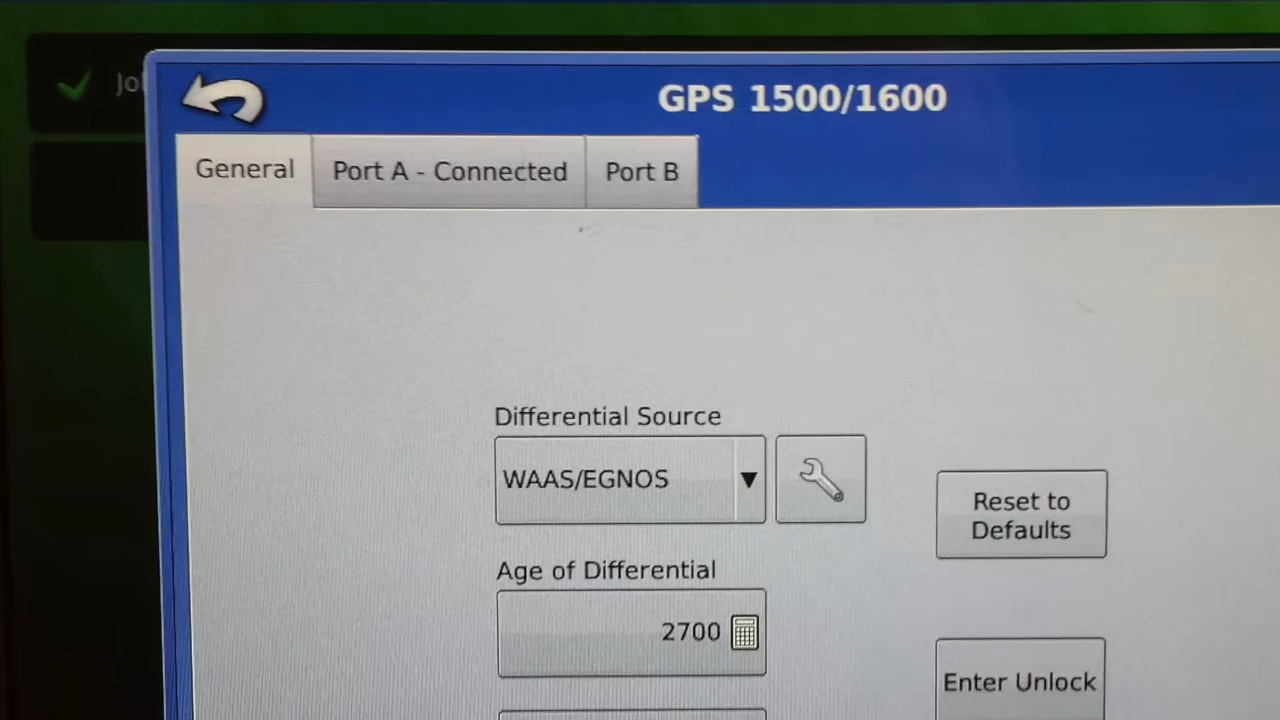 Jo
GPS 1500/1600
General
Port A - Connected
Port B
Differential Source
WAAS/EGNOS
Reset to
Defaults
Age of Differential
2700
Enter Unlock